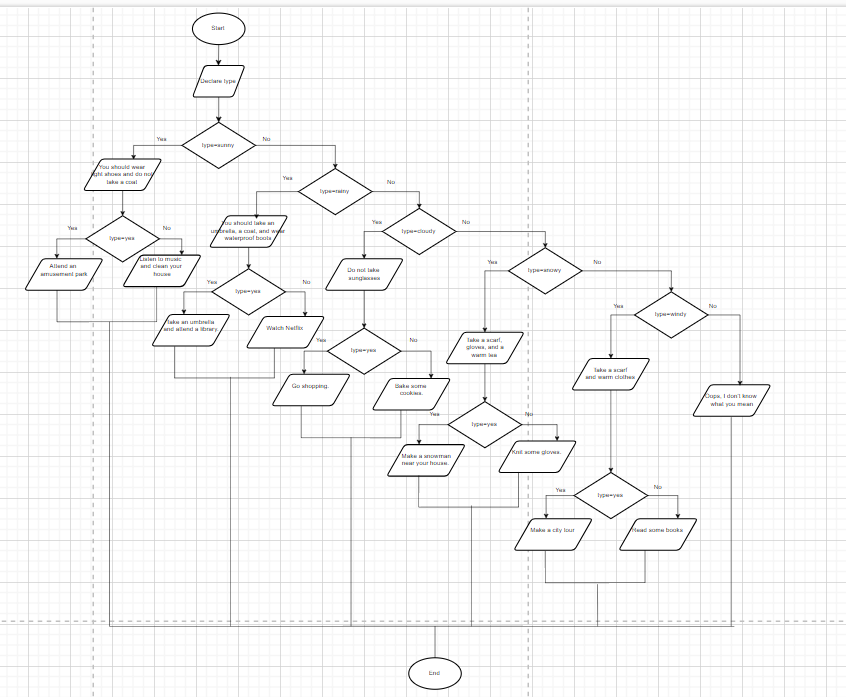 Start
Declare type
type=sunny
Yes
No
You should wear
light shoes and do not
take a coat
type=rainy
Yes
No
type=yes
Yes
No
Attend an
amusement park
Listen to music
and clean your
house
You should take an
umbrella, a coat, and wear
waterproof boots
type=cloudy
Yes
No
type=yes
Yes
No
Take an umbrella
and attend a library
Watch Netflix
Do not take
sunglasses
type=snowy
Yes
No
type=yes
Yes
No
Go shopping.
Bake some
cookies.
Take a scarf,
gloves, and a
warm tea
type=windy
Yes
No
Take a scarf
and warm clothes
Oops, I don't know
what you mean
type=yes
Yes
No
Make a snowman
near your house.
Knit some gloves.
type=yes
Yes
No
Make a city tour
Read some books
End